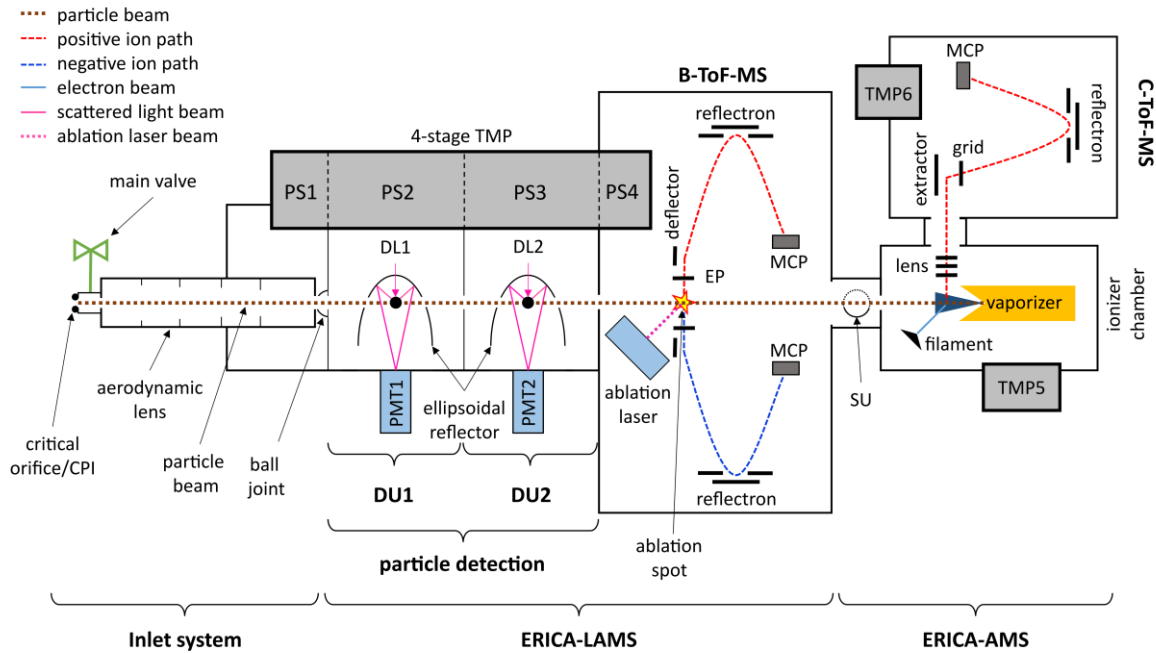 particle beam
positive ion path
negative ion path
electron beam
scattered light beam
ablation laser beam
B-ToF-MS
MCP
TMP6
reflectron
C-ToF-MS
grid
extractor
reflectron
4-stage TMP
PS1
PS2
PS3
PS4
main valve
deflector
DL1
DL2
EP
MCP
lens
vaporizer
ionizer
chamber
filament
MCP
ablation
laser
SU
TMP5
PMT1
PMT2
aerodynamic
lens
ellipsoidal
reflector
critical
orifice/CPI
particle
beam
ball
joint
DU1
DU2
reflectron
ablation
spot
particle detection
Inlet system
ERICA-LAMS
ERICA-AMS